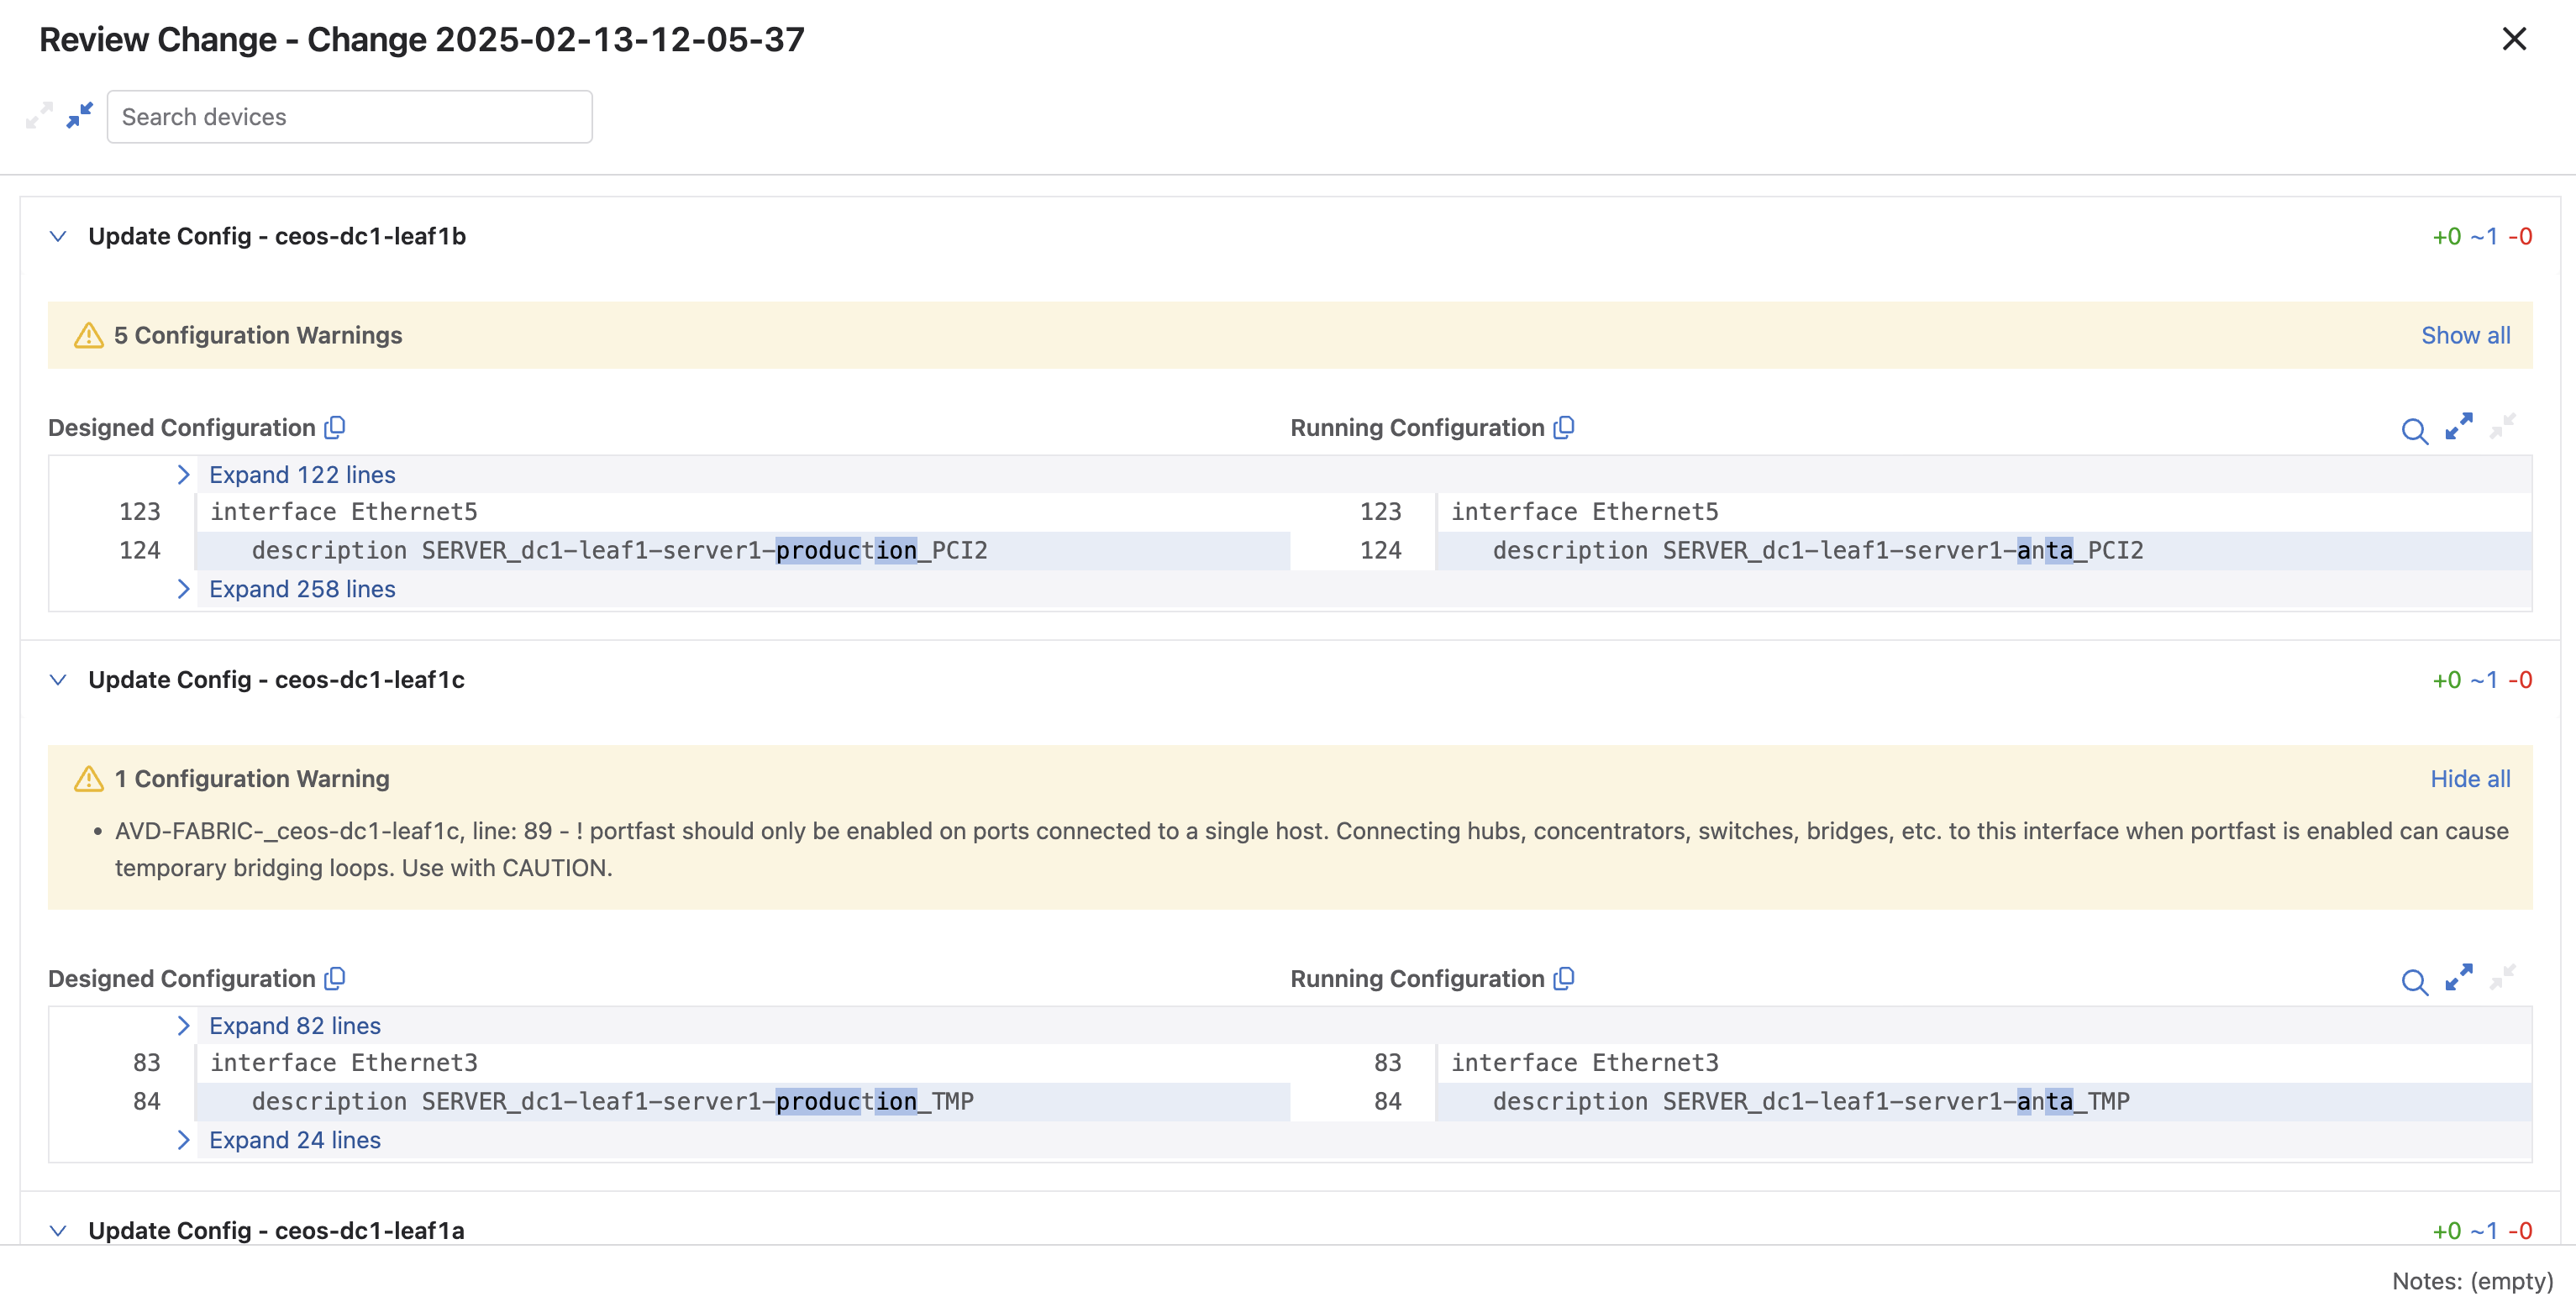 Review Change - Change 2025-02-13-12-05-37
Search devices
Update Config - ceos-dc1-leaf1b +0 ~1 -0
5 Configuration Warnings Show all
Designed Configuration Running Configuration
Expand 122 lines
123 interface Ethernet5 123 interface Ethernet5
124 description SERVER_dc1-leaf1-server1-production_PCI2 124 description SERVER_dc1-leaf1-server1-anta_PCI2
Expand 258 lines
Update Config - ceos-dc1-leaf1c +0 ~1 -0
1 Configuration Warning Hide all
• AVD-FABRIC-_ceos-dc1-leaf1c, line: 89 - ! portfast should only be enabled on ports connected to a single host. Connecting hubs, concentrators, switches, bridges, etc. to this interface when portfast is enabled can cause
temporary bridging loops. Use with CAUTION.
Designed Configuration Running Configuration
Expand 82 lines
83 interface Ethernet3 83 interface Ethernet3
84 description SERVER_dc1-leaf1-server1-production_TMP 84 description SERVER_dc1-leaf1-server1-anta_TMP
Expand 24 lines
Update Config - ceos-dc1-leaf1a +0 ~1 -0
Notes: (empty)